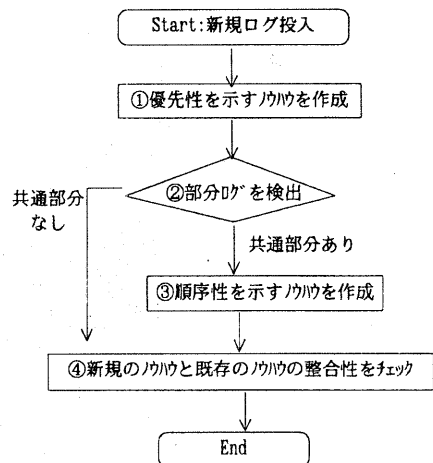 Start:新規ログ投入
①優先性を示すノウハウを作成
②部分ログを検出
共通部分
なし
共通部分あり
③順序性を示すノウハウを作成
④新規のノウハウと既存のノウハウの整合性をチェック
End